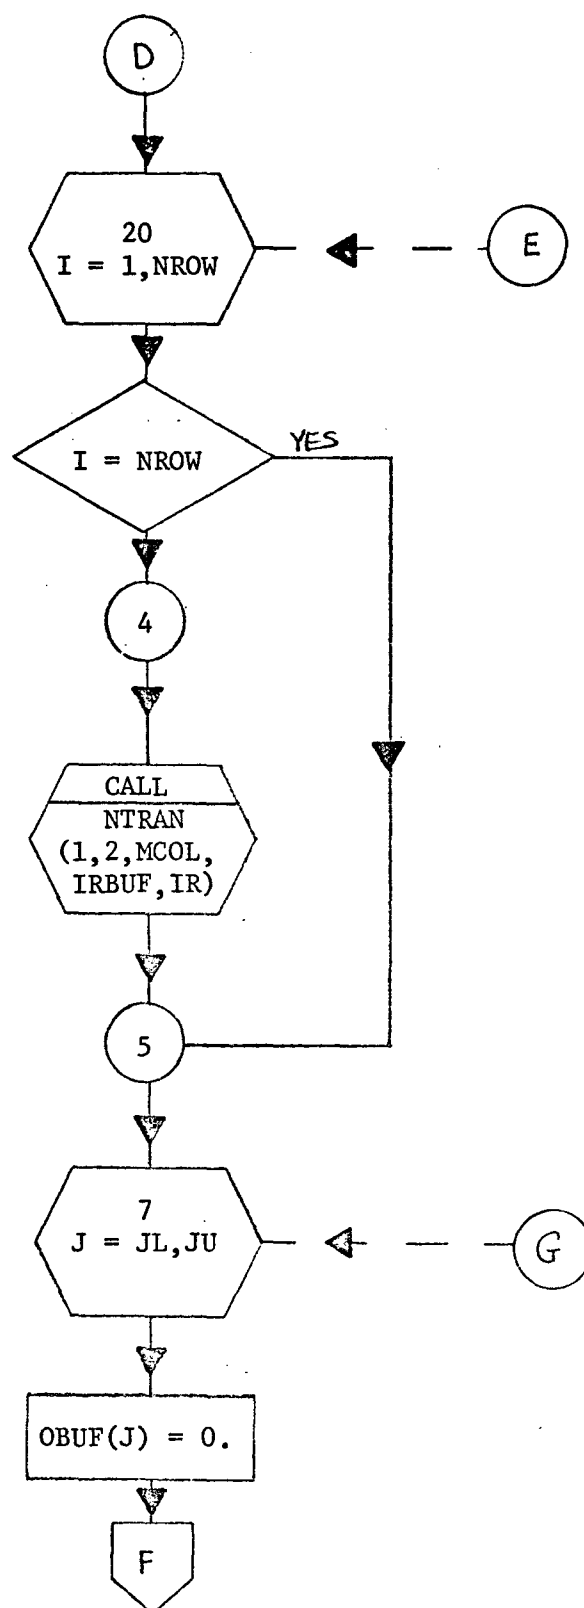 D
20
I = 1,NROW
E
I = NROW
YES
4
CALL
NTRAN
(1,2,MCOL,
IRBUF,IR)
5
7
J = JL,JU
G
OBUF(J) = 0.
F